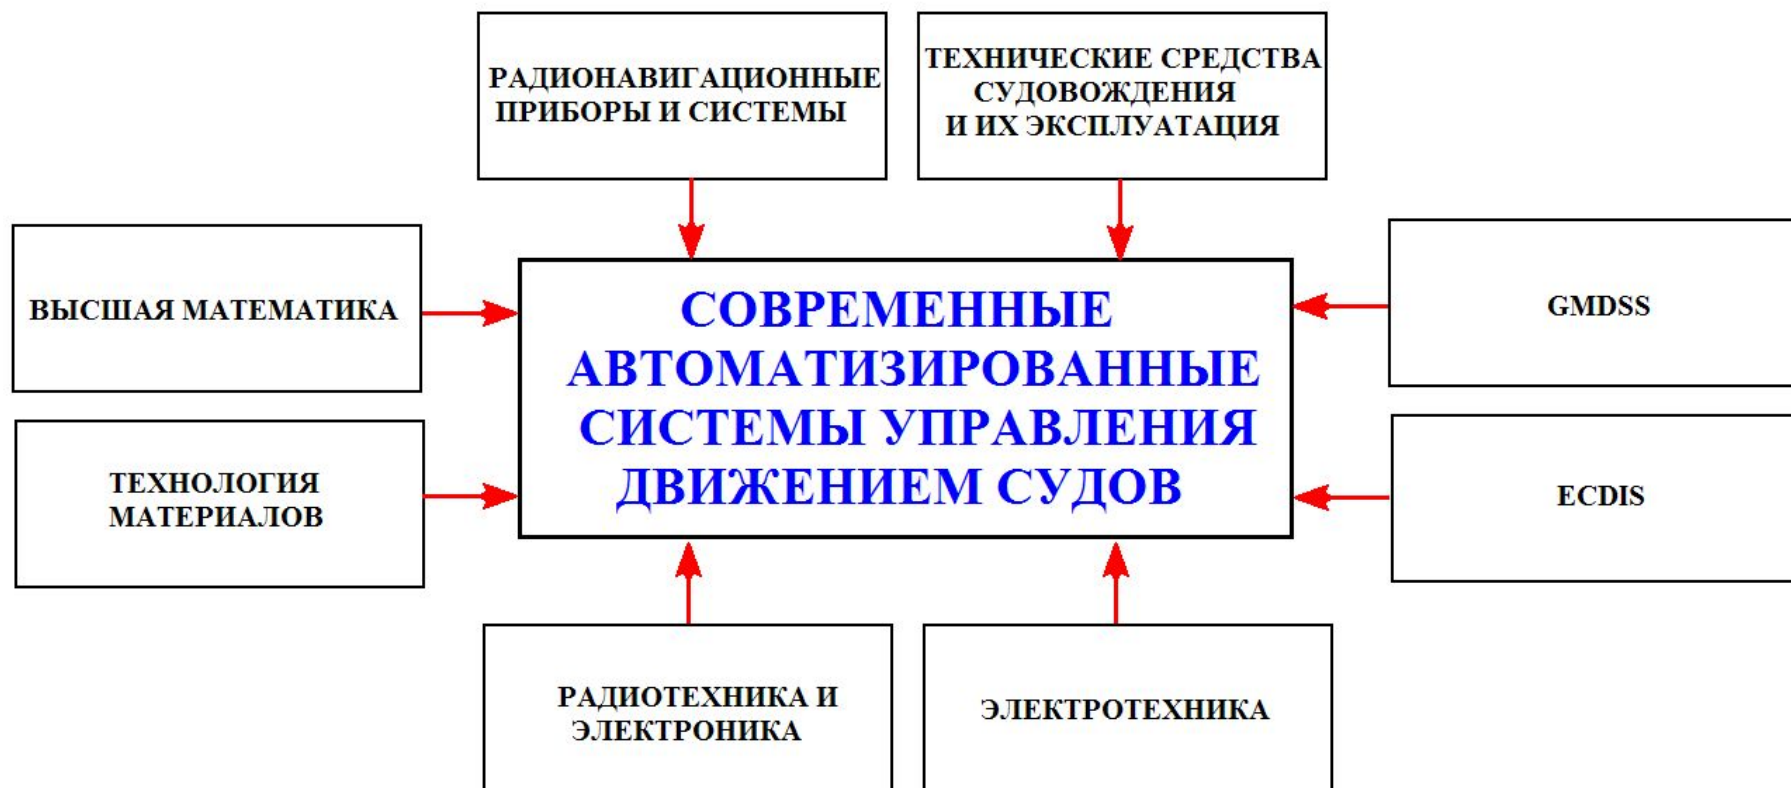 РАДИОНАВИГАЦИОННЫЕ
ПРИБОРЫ И СИСТЕМЫ
ТЕХНИЧЕСКИЕ СРЕДСТВА
СУДОВОЖДЕНИЯ
И ИХ ЭКСПЛУАТАЦИЯ
ВЫСШАЯ МАТЕМАТИКА
СОВРЕМЕННЫЕ
АВТОМАТИЗИРОВАННЫЕ
СИСТЕМЫ УПРАВЛЕНИЯ
ДВИЖЕНИЕМ СУДОВ
GMDSS
ТЕХНОЛОГИЯ
МАТЕРИАЛОВ
ECDIS
РАДИОТЕХНИКА И
ЭЛЕКТРОНИКА
ЭЛЕКТРОТЕХНИКА